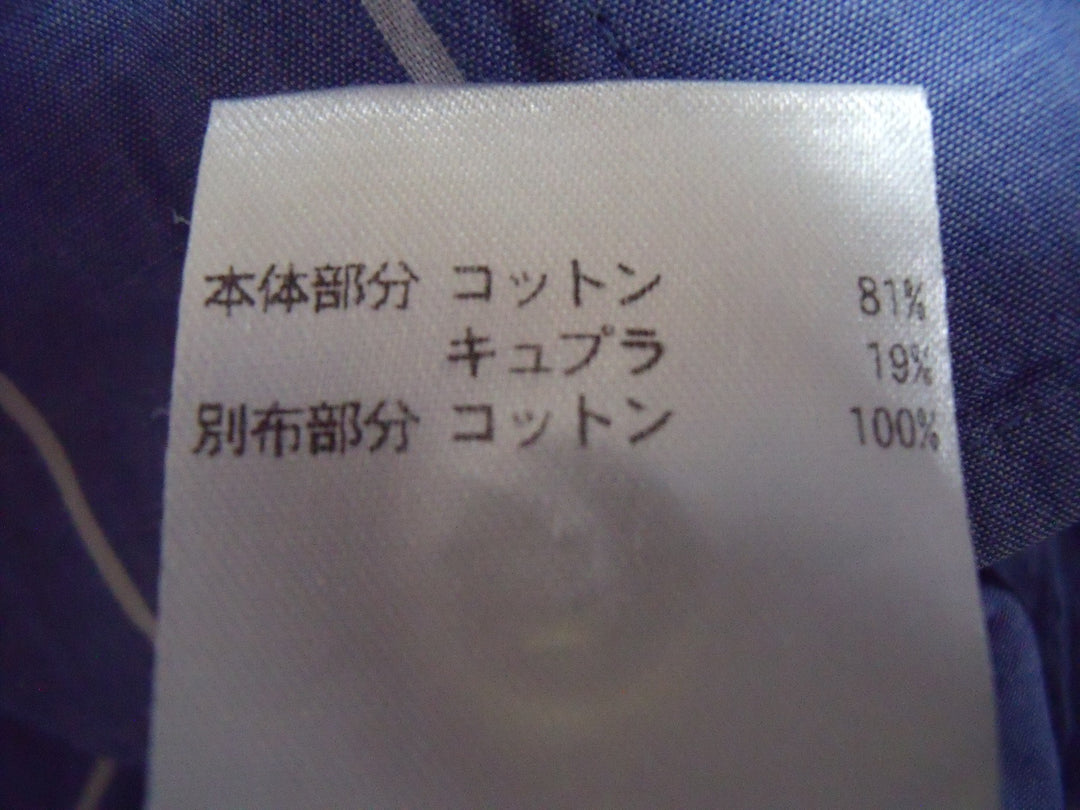 本体部分 コットン 81%
キュプラ 19%
別布部分 コットン 100%